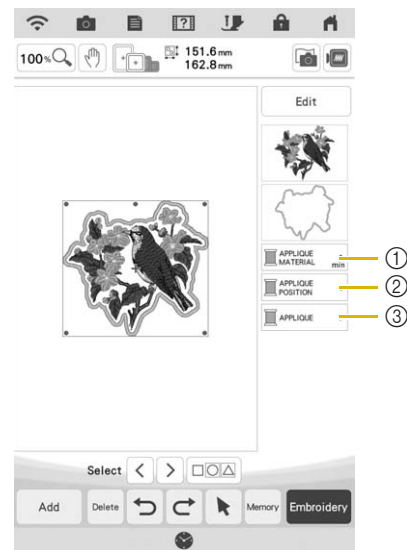 100 %
151.6 mm
162.8 mm
Edit
APPLIQUE
MATERIAL
min
①
APPLIQUE
POSITION
②
APPLIQUE
③
Select
Add
Delete
Memory
Embroidery